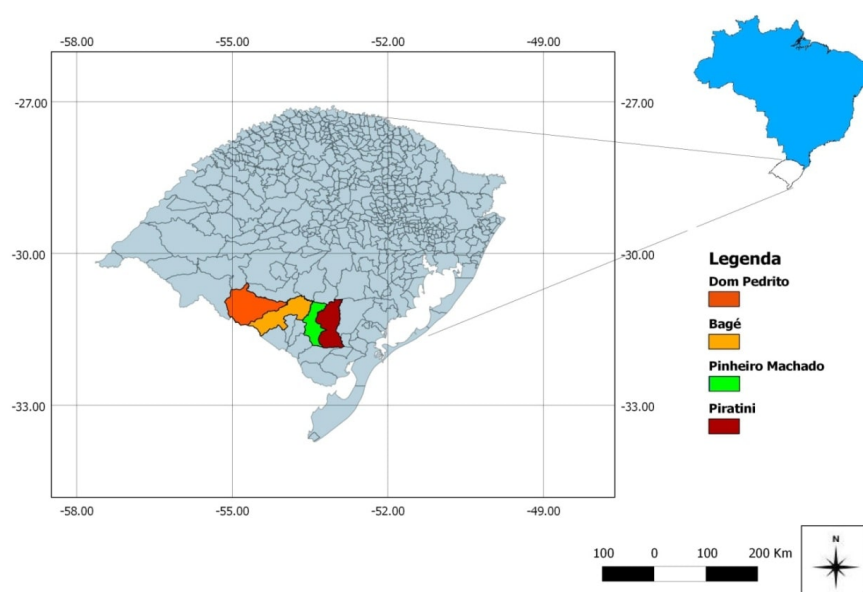 -58.00 -55.00 -52.00 -49.00
-27.00 -27.00
-30.00 -30.00
Legenda
Dom Pedrito
Bagé
Pinheiro Machado
Piratini
-33.00 -33.00
-58.00 -55.00 -52.00 -49.00
N
100 0 100 200 Km